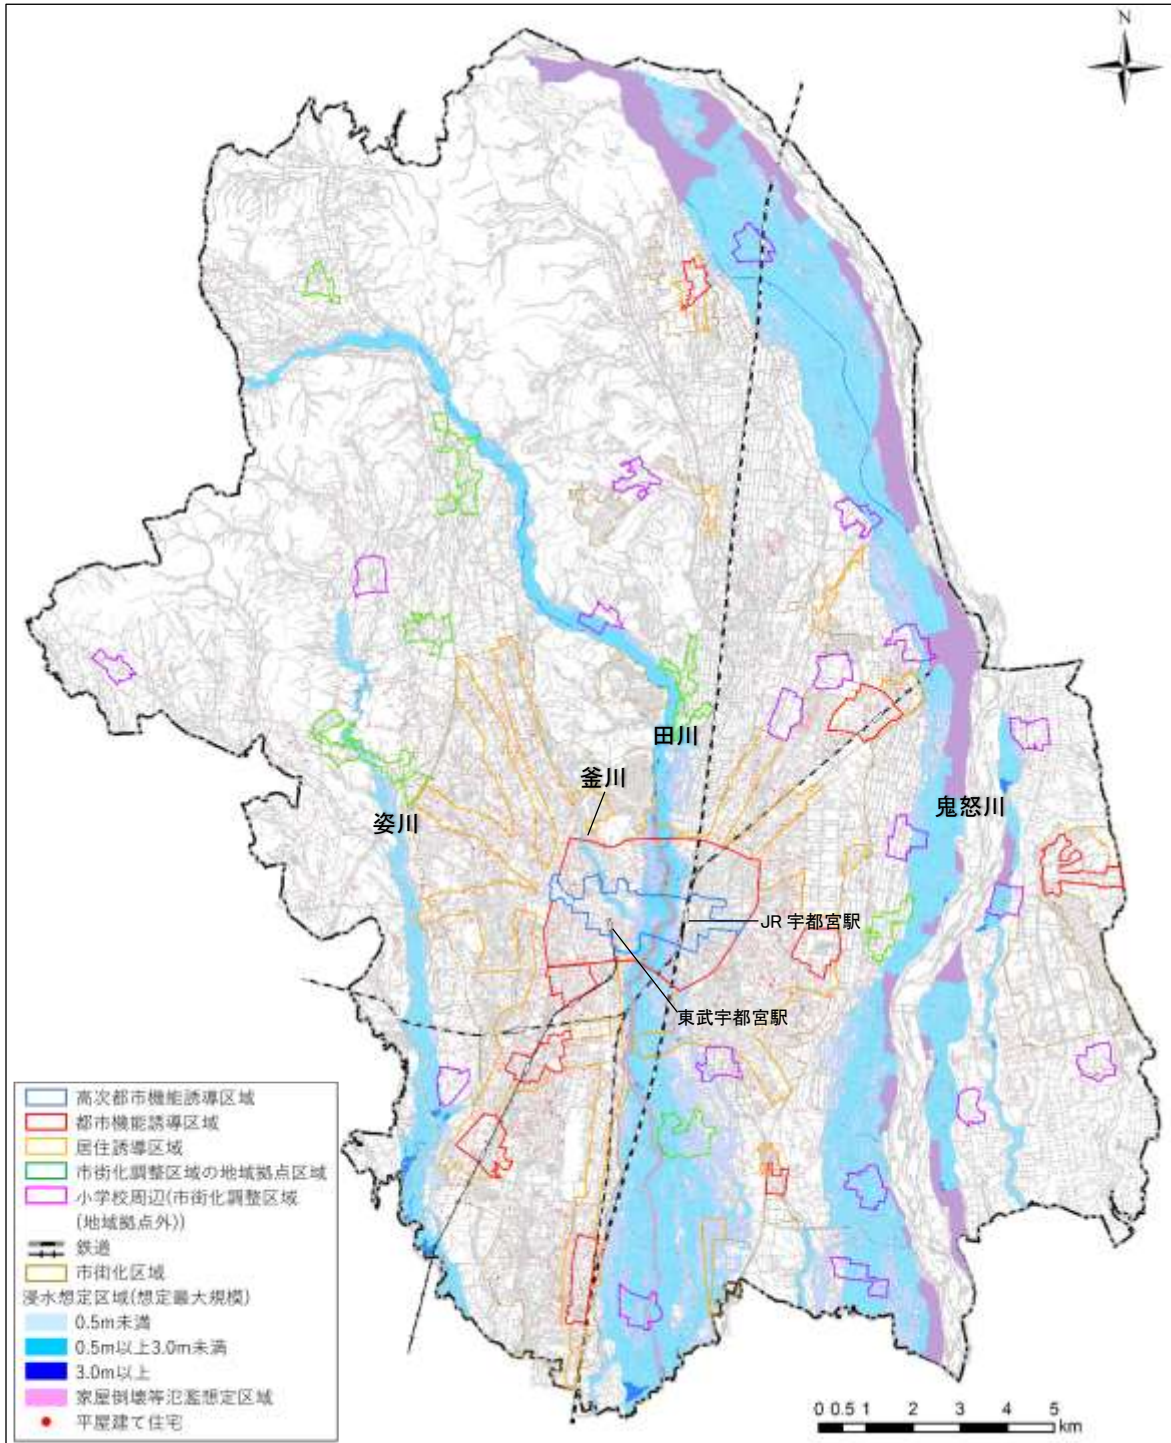 N
田川
釜川
姿川
鬼怒川
JR 宇都宮駅
東武宇都宮駅
高次都市機能誘導区域
都市機能誘導区域
居住誘導区域
市街化調整区域の地域拠点区域
小学校周辺(市街化調整区域
(地域拠点外))
鉄道
市街化区域
浸水想定区域(想定最大規模)
0.5m未満
0.5m以上3.0m未満
3.0m以上
家屋倒壊等氾濫想定区域
平屋建て住宅
0 0.5 1 2 3 4 5
km